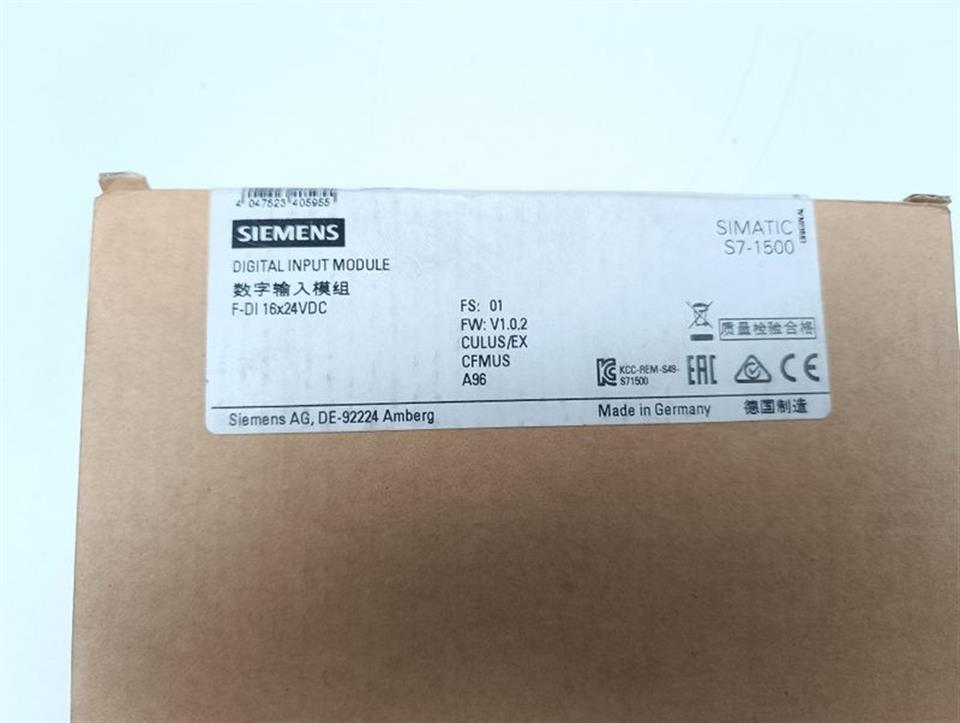 4 047623 405955
SIEMENS
SIMATIC
S7-1500
DIGITAL INPUT MODULE
数字输入模组
F-DI 16x24VDC
FS: 01
FW: V1.0.2
CULUS/EX
CFMUS
A96
质量检验合格
KCC-REM-S49-
S71500
EAC
CE
Siemens AG, DE-92224 Amberg
Made in Germany
德国制造